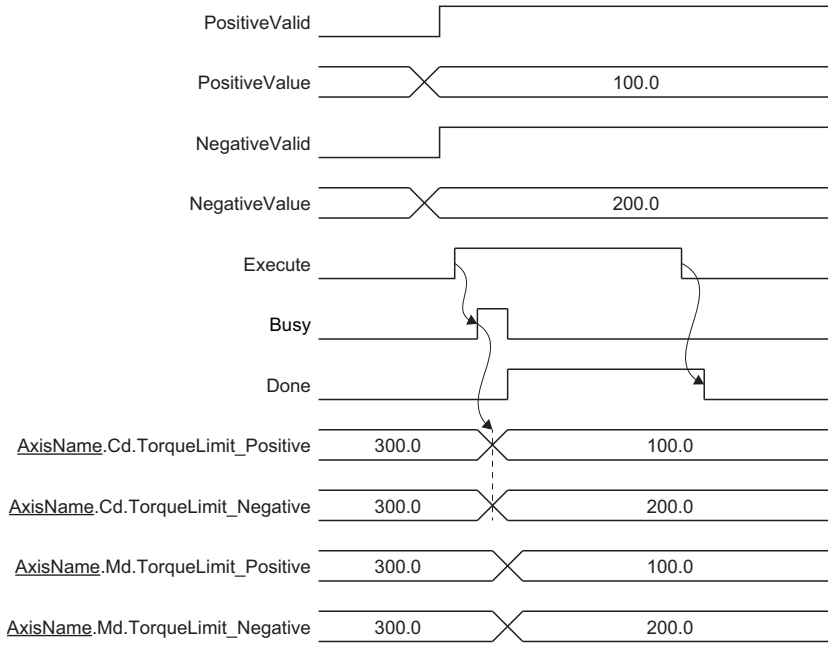 PositiveValid
PositiveValue 100.0
NegativeValid
NegativeValue 200.0
Execute
Busy
Done
AxisName.Cd.TorqueLimit_Positive 300.0 100.0
AxisName.Cd.TorqueLimit_Negative 300.0 200.0
AxisName.Md.TorqueLimit_Positive 300.0 100.0
AxisName.Md.TorqueLimit_Negative 300.0 200.0